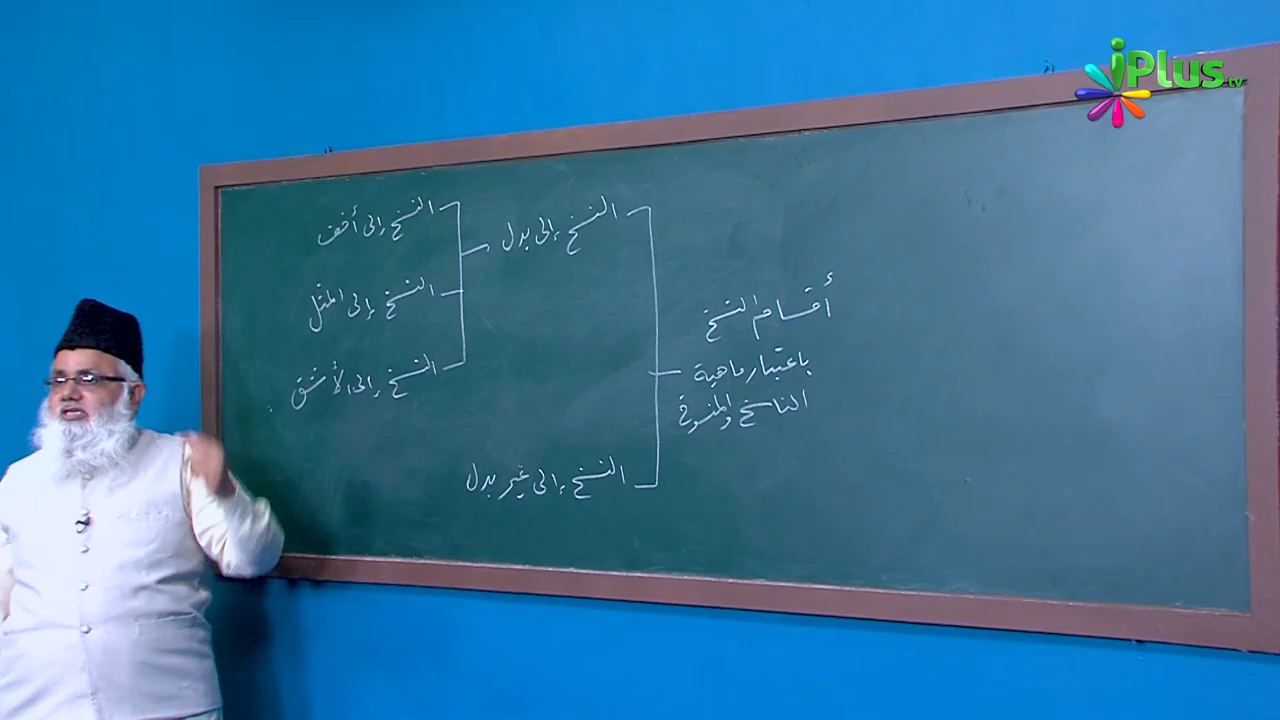 iPlus tv
أقسام النسخ
باعتبار ماهية
الناسخ والمنسوخ
النسخ إلى بدل
النسخ إلى أخف
النسخ إلى المثل
النسخ إلى الأشق
النسخ إلى غير بدل